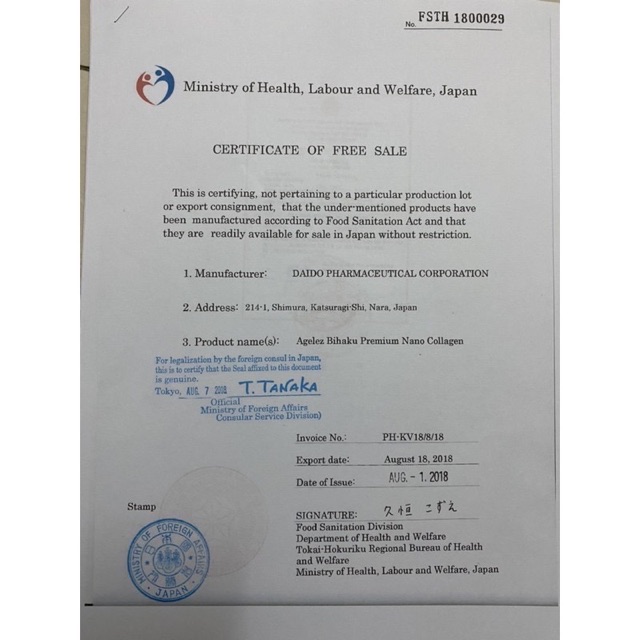 No. FSTH 1800029
Ministry of Health, Labour and Welfare, Japan
CERTIFICATE OF FREE SALE
This is certifying, not pertaining to a particular production lot
or export consignment, that the under-mentioned products have
been manufactured according to Food Sanitation Act and that
they are readily available for sale in Japan without restriction.
1. Manufacturer: DAIDO PHARMACEUTICAL CORPORATION
2. Address: 214-1, Shimura, Katsuragi-Shi, Nara, Japan
3. Product name(s): Agelez Bihaku Premium Nano Collagen
For legalization by the foreign consul in Japan,
this is to certify that the Seal affixed to this document
is genuine.
Tokyo, AUG. 7 2018 T. TANAKA
Official
Ministry of Foreign Affairs
Consular Service Division)
Invoice No.: PH-KV18/8/18
Export date: August 18, 2018
Date of Issue: AUG. - 1. 2018
Stamp
SIGNATURE: 久恒 こずえ
Food Sanitation Division
Department of Health and Welfare
Tokai-Hokuriku Regional Bureau of Health
and Welfare
Ministry of Health, Labour and Welfare, Japan
MINISTRY OF FOREIGN AFFAIRS
JAPAN